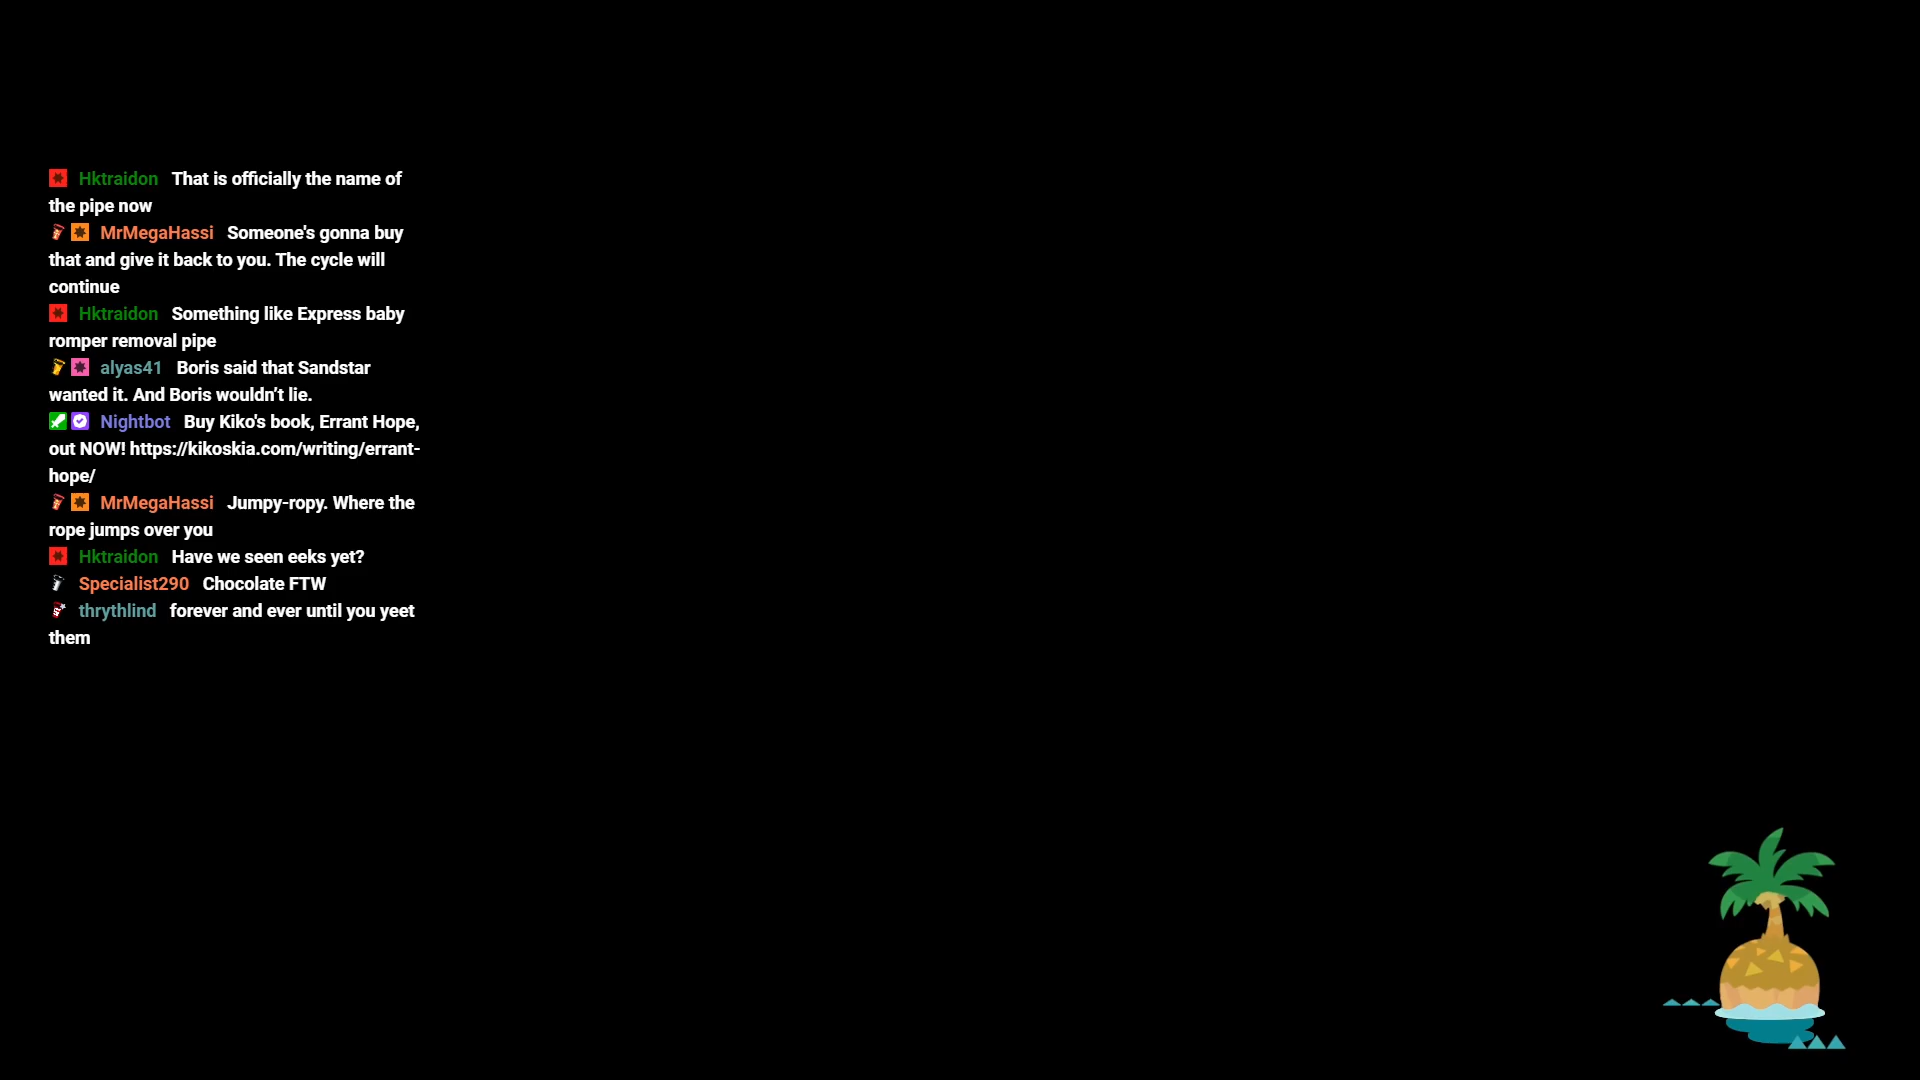 Hktraidon That is officially the name of
the pipe now
MrMegaHassi Someone's gonna buy
that and give it back to you. The cycle will
continue
Hktraidon Something like Express baby
romper removal pipe
alyas41 Boris said that Sandstar
wanted it. And Boris wouldn’t lie.
Nightbot Buy Kiko's book, Errant Hope,
out NOW! https://kikoskia.com/writing/errant-
hope/
MrMegaHassi Jumpy-ropy. Where the
rope jumps over you
Hktraidon Have we seen eeks yet?
Specialist290 Chocolate FTW
thrythlind forever and ever until you yeet
them